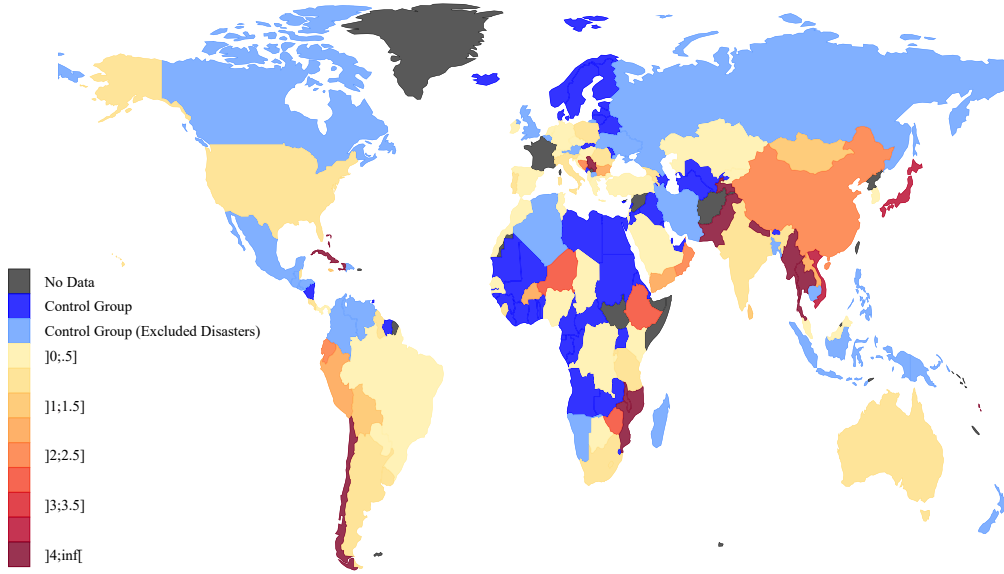 No Data
Control Group
Control Group (Excluded Disasters)
]0;.5]
]1;1.5]
]2;2.5]
]3;3.5]
]4;inf[